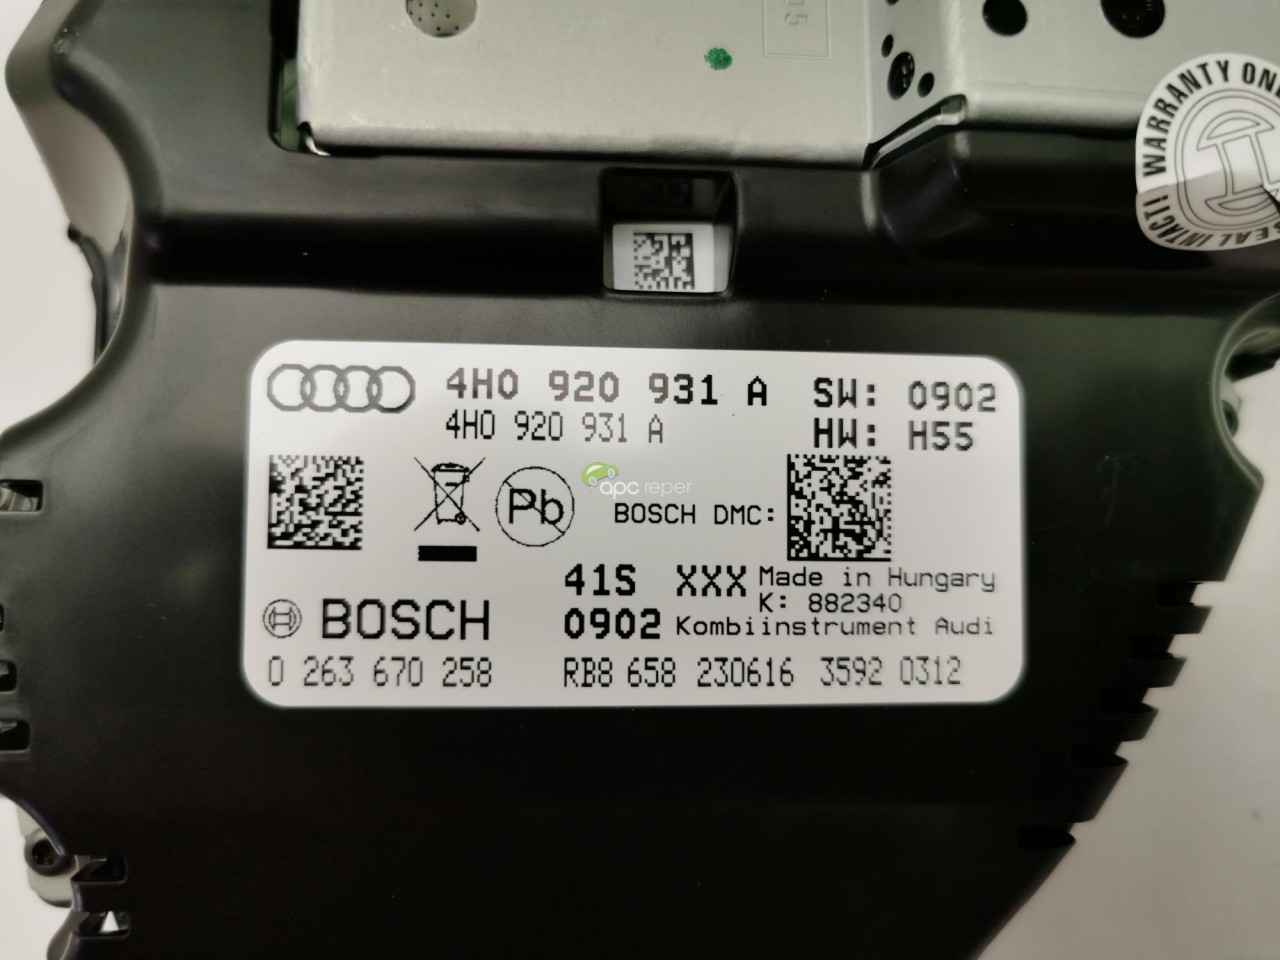 WARRANTY ONL
SEAL INTACT!
4H0 920 931 A SW: 0902
4H0 920 931 A HW: H55
Pb
apc reper
BOSCH DMC:
41S XXX Made in Hungary
K: 882340
BOSCH 0902 Kombiinstrument Audi
0 263 670 258 RB8 658 230616 3592 0312